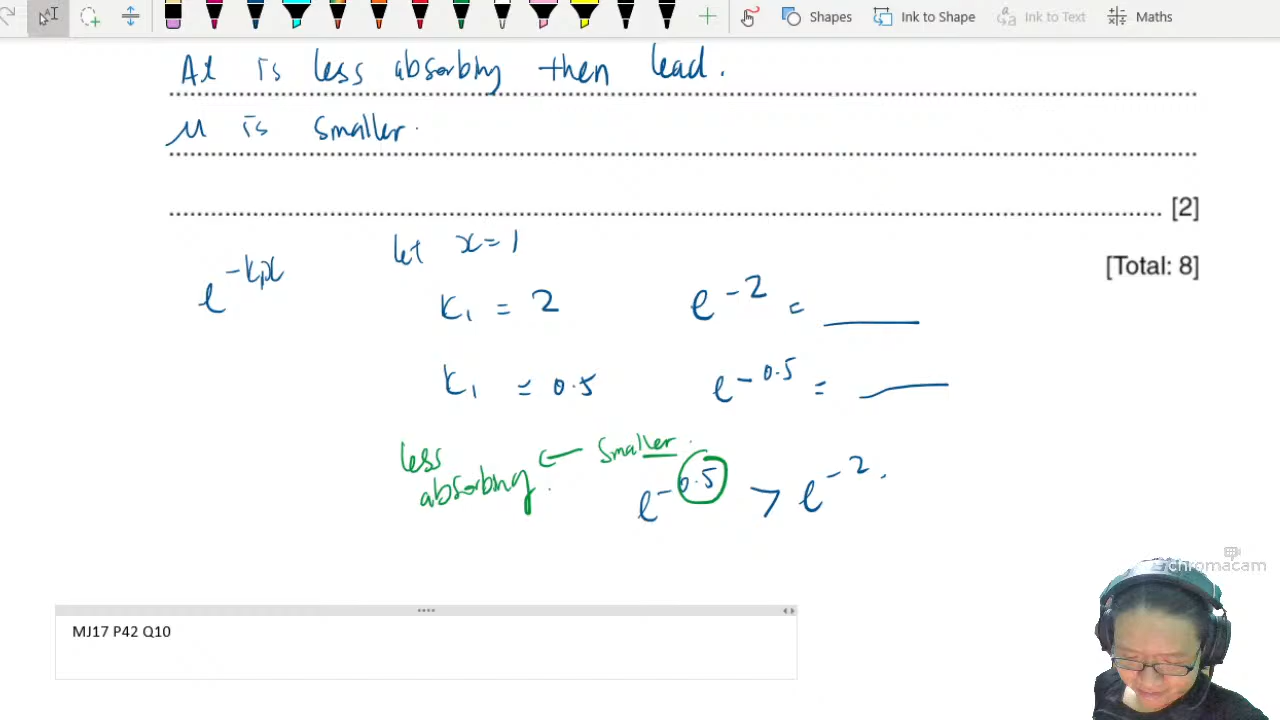 Shapes Ink to Shape Ink to Text Maths
Al is less absorbing then lead.
μ is smaller.
[2]
[Total: 8]
e^-k₁x let x = 1
K₁ = 2 e^-2 =
K₁ = 0.5 e^-0.5 =
less absorbing. ← smaller.
e^-0.5 > e^-2.
chromacam
MJ17 P42 Q10